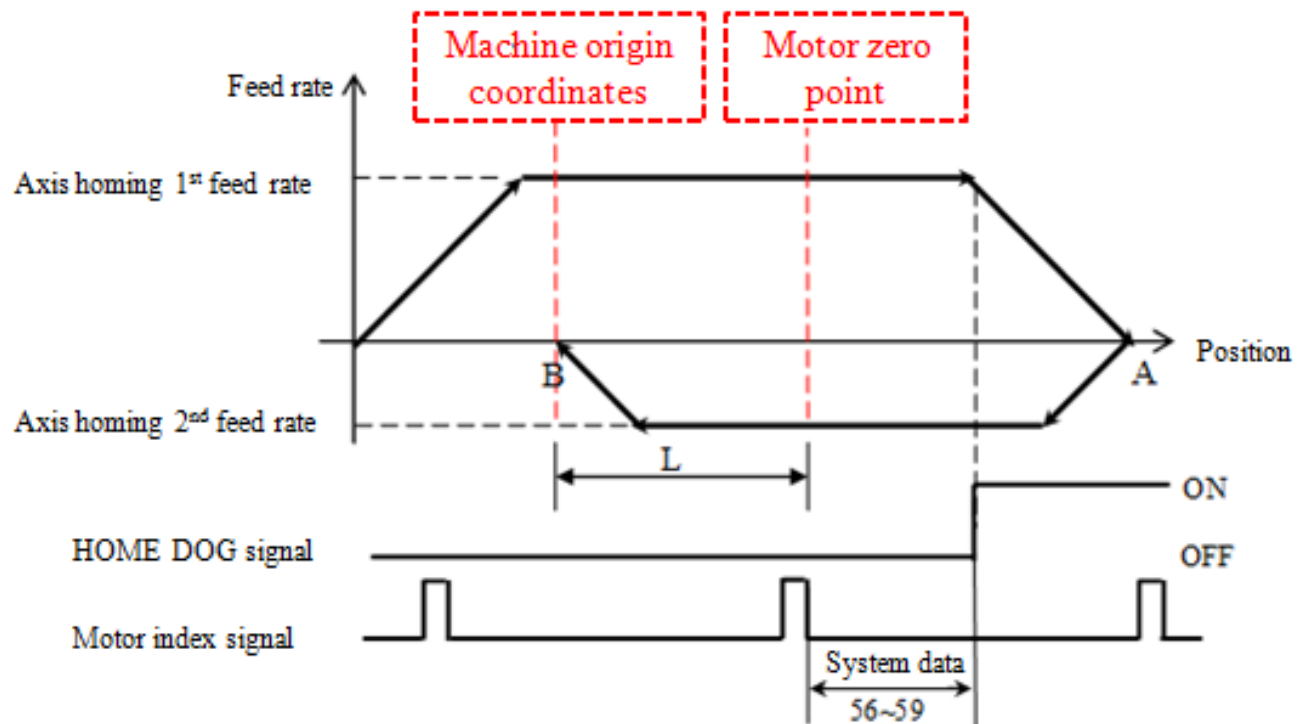 Machine origin
coordinates
Motor zero
point
Feed rate
Axis homing 1st feed rate
Position
B
A
Axis homing 2nd feed rate
L
ON
HOME DOG signal
OFF
Motor index signal
System data
56~59